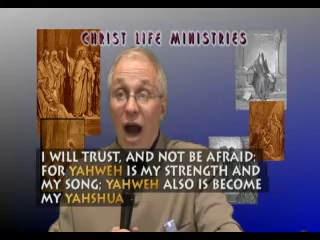 CHRIST LIFE MINISTRIES
I WILL TRUST, AND NOT BE AFRAID:
FOR YAHWEH IS MY STRENGTH AND
MY SONG; YAHWEH ALSO IS BECOME
MY YAHSHUA